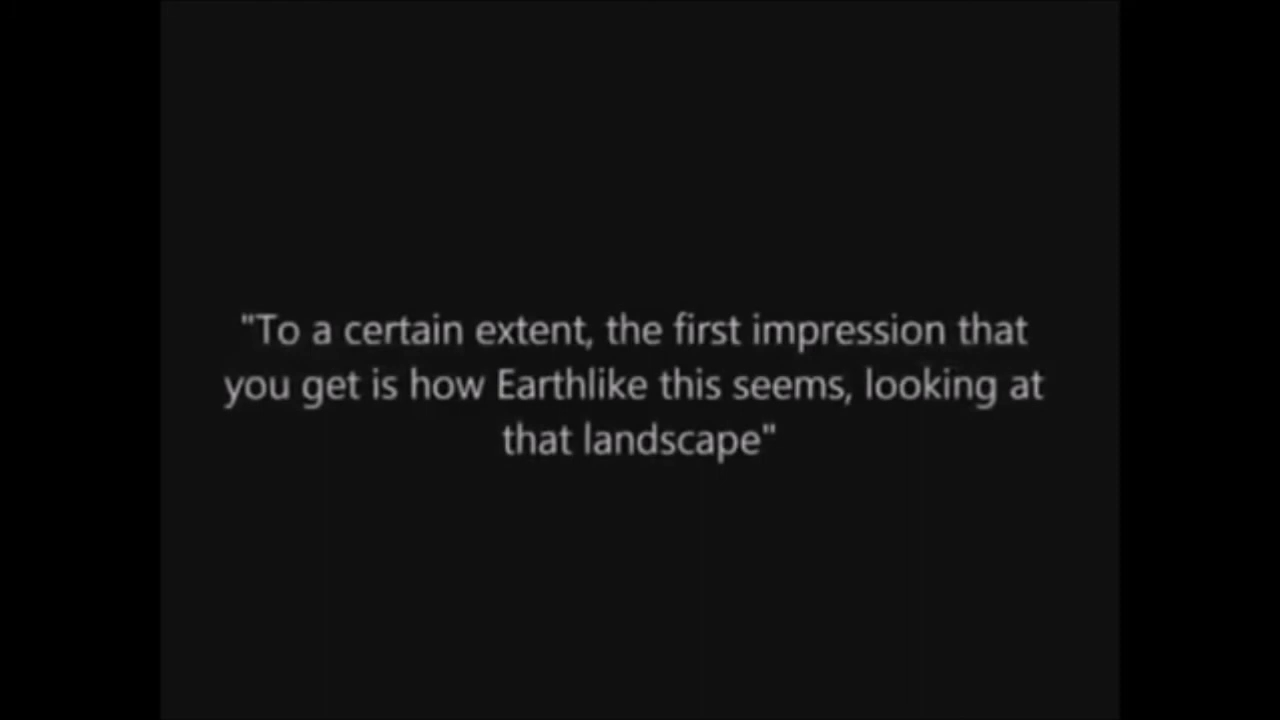 "To a certain extent, the first impression that
you get is how Earthlike this seems, looking at
that landscape"